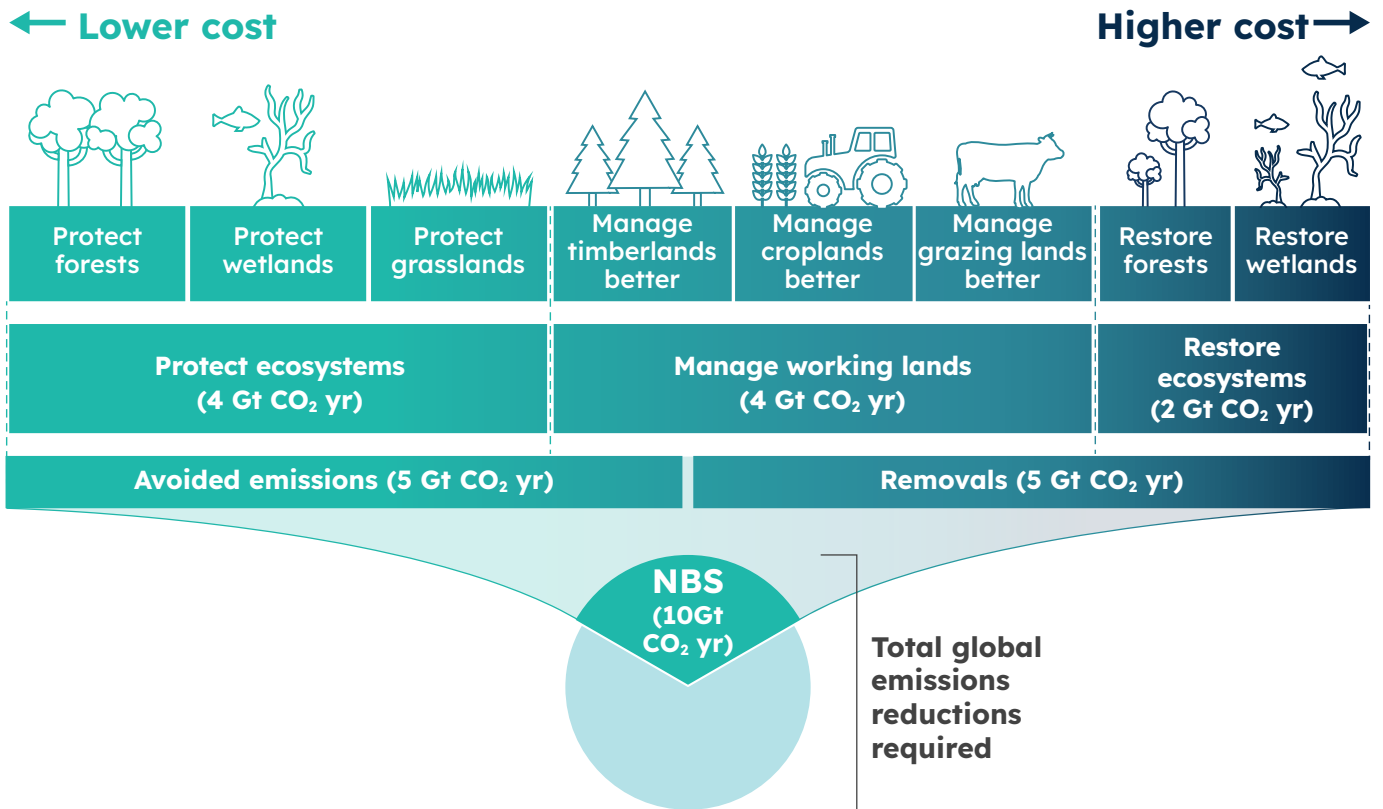 Lower cost
Higher cost
Protect
forests
Protect
wetlands
Protect
grasslands
Manage
timberlands
better
Manage
croplands
better
Manage
grazing lands
better
Restore
forests
Restore
wetlands
Protect ecosystems
(4 Gt CO₂ yr)
Manage working lands
(4 Gt CO₂ yr)
Restore
ecosystems
(2 Gt CO₂ yr)
Avoided emissions (5 Gt CO₂ yr)
Removals (5 Gt CO₂ yr)
NBS
(10Gt
CO₂ yr)
Total global
emissions
reductions
required